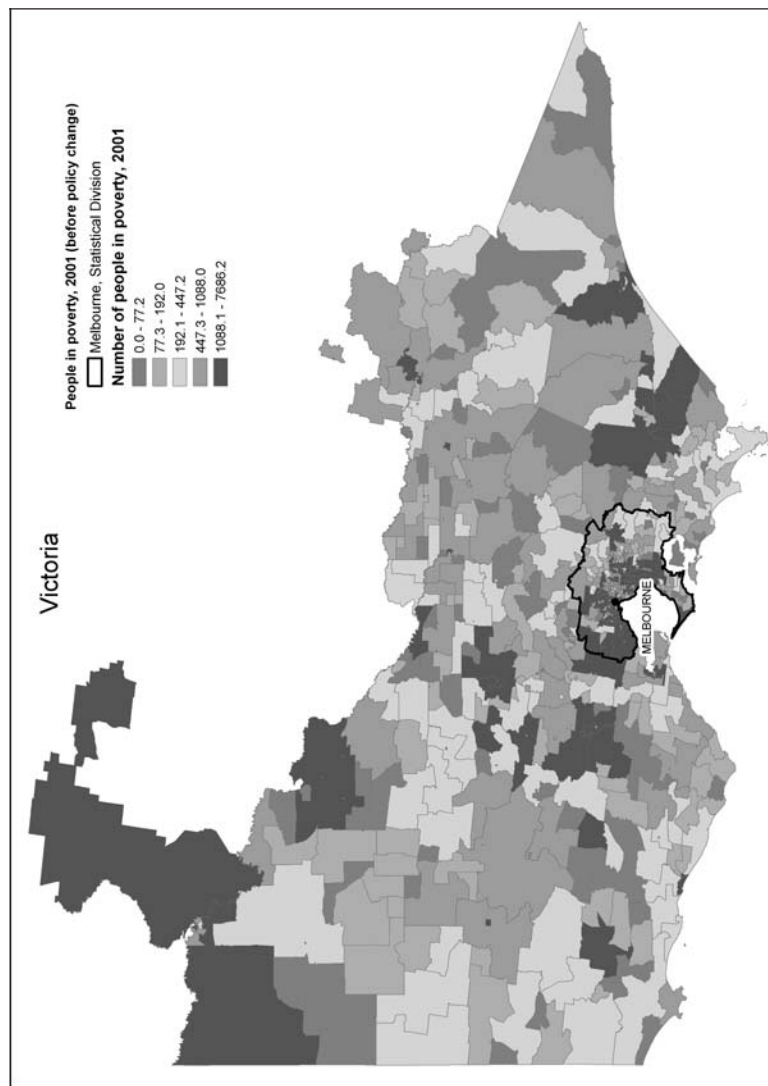 Victoria
People in poverty, 2001 (before policy change)
Melbourne, Statistical Division
Number of people in poverty, 2001
0.0 - 77.2
77.3 - 192.0
192.1 - 447.2
447.3 - 1088.0
1088.1 - 7686.2
MELBOURNE